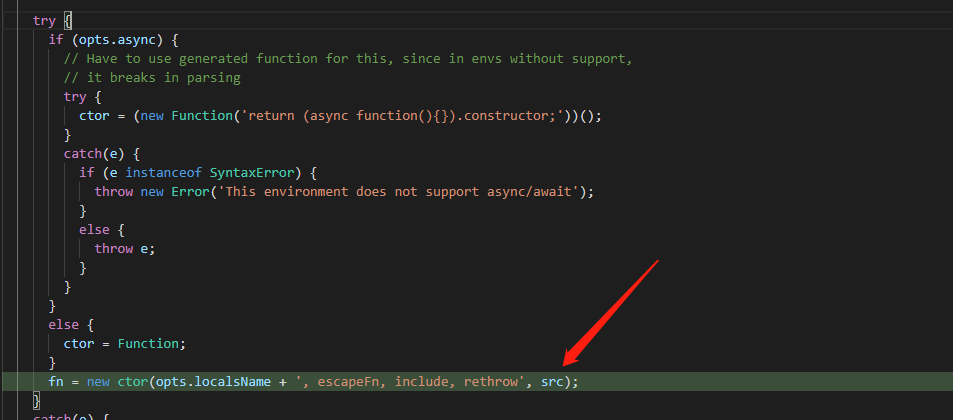 try {
if (opts.async) {
// Have to use generated function for this, since in envs without support,
// it breaks in parsing
try {
ctor = (new Function('return (async function(){}).constructor;'))();
}
catch(e) {
if (e instanceof SyntaxError) {
throw new Error('This environment does not support async/await');
}
else {
throw e;
}
}
}
else {
ctor = Function;
}
fn = new ctor(opts.localsName + ', escapeFn, include, rethrow', src);
}
catch(e) {